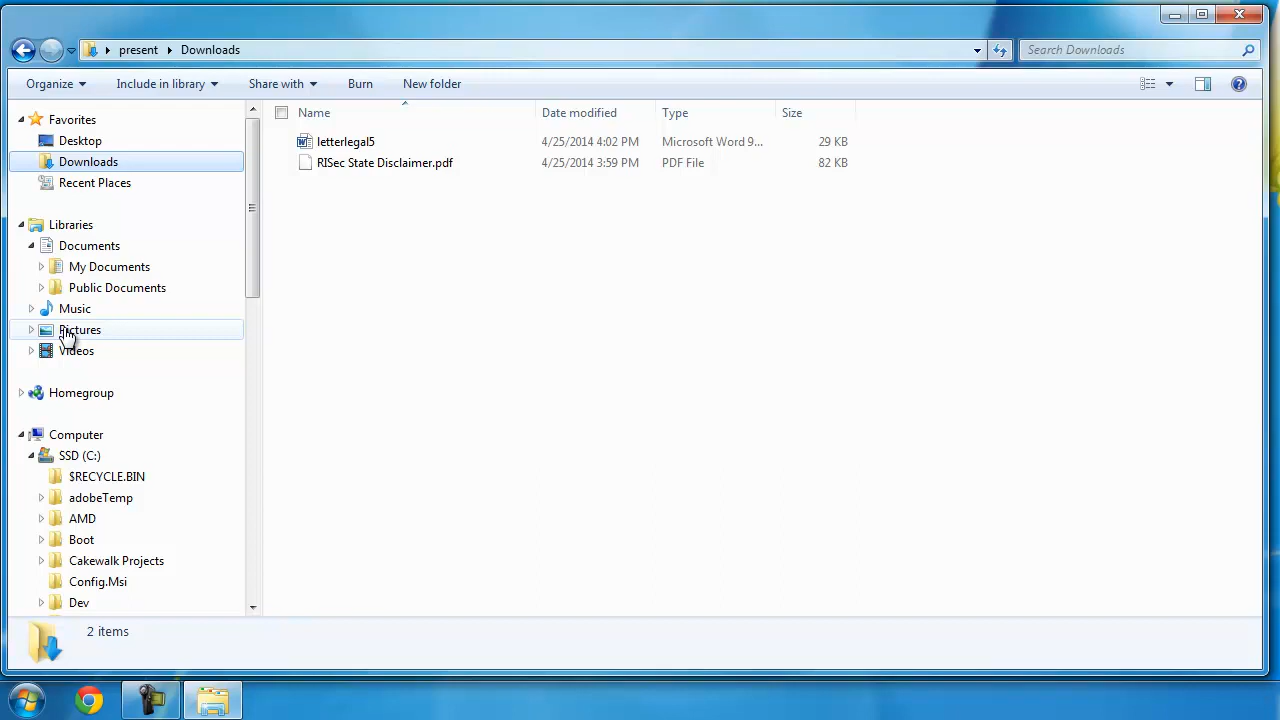 present Downloads
Search Downloads
Organize Include in library Share with Burn New folder
Favorites
Desktop
Downloads
Recent Places
Libraries
Documents
My Documents
Public Documents
Music
Pictures
Videos
Homegroup
Computer
SSD (C:)
$RECYCLE.BIN
adobeTemp
AMD
Boot
Cakewalk Projects
Config.Msi
Dev
Name Date modified Type Size
letterlegal5 4/25/2014 4:02 PM Microsoft Word 9... 29 KB
RISec State Disclaimer.pdf 4/25/2014 3:59 PM PDF File 82 KB
2 items